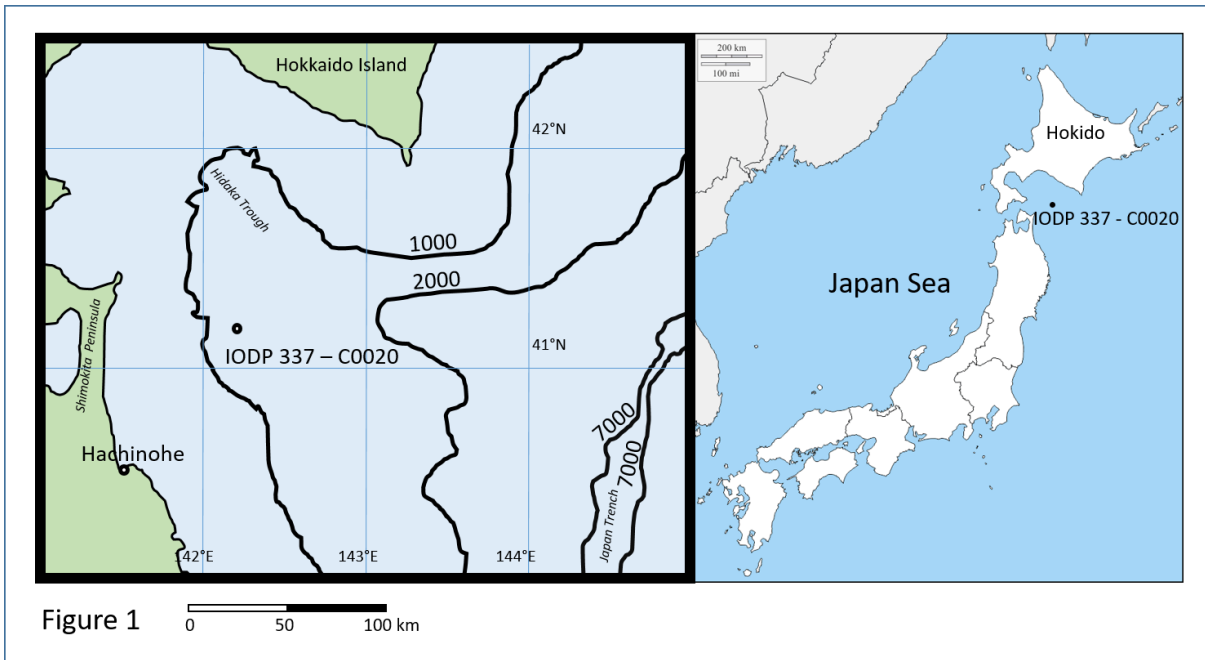 Hokkaido Island
42°N
Hidaka Trough
1000
2000
IODP 337 – C0020
41°N
Shimokita Peninsula
7000
7000
Hachinohe
Japan Trench
142°E
143°E
144°E
Figure 1
0 50 100 km
200 km
100 mi
Hokido
IODP 337 - C0020
Japan Sea